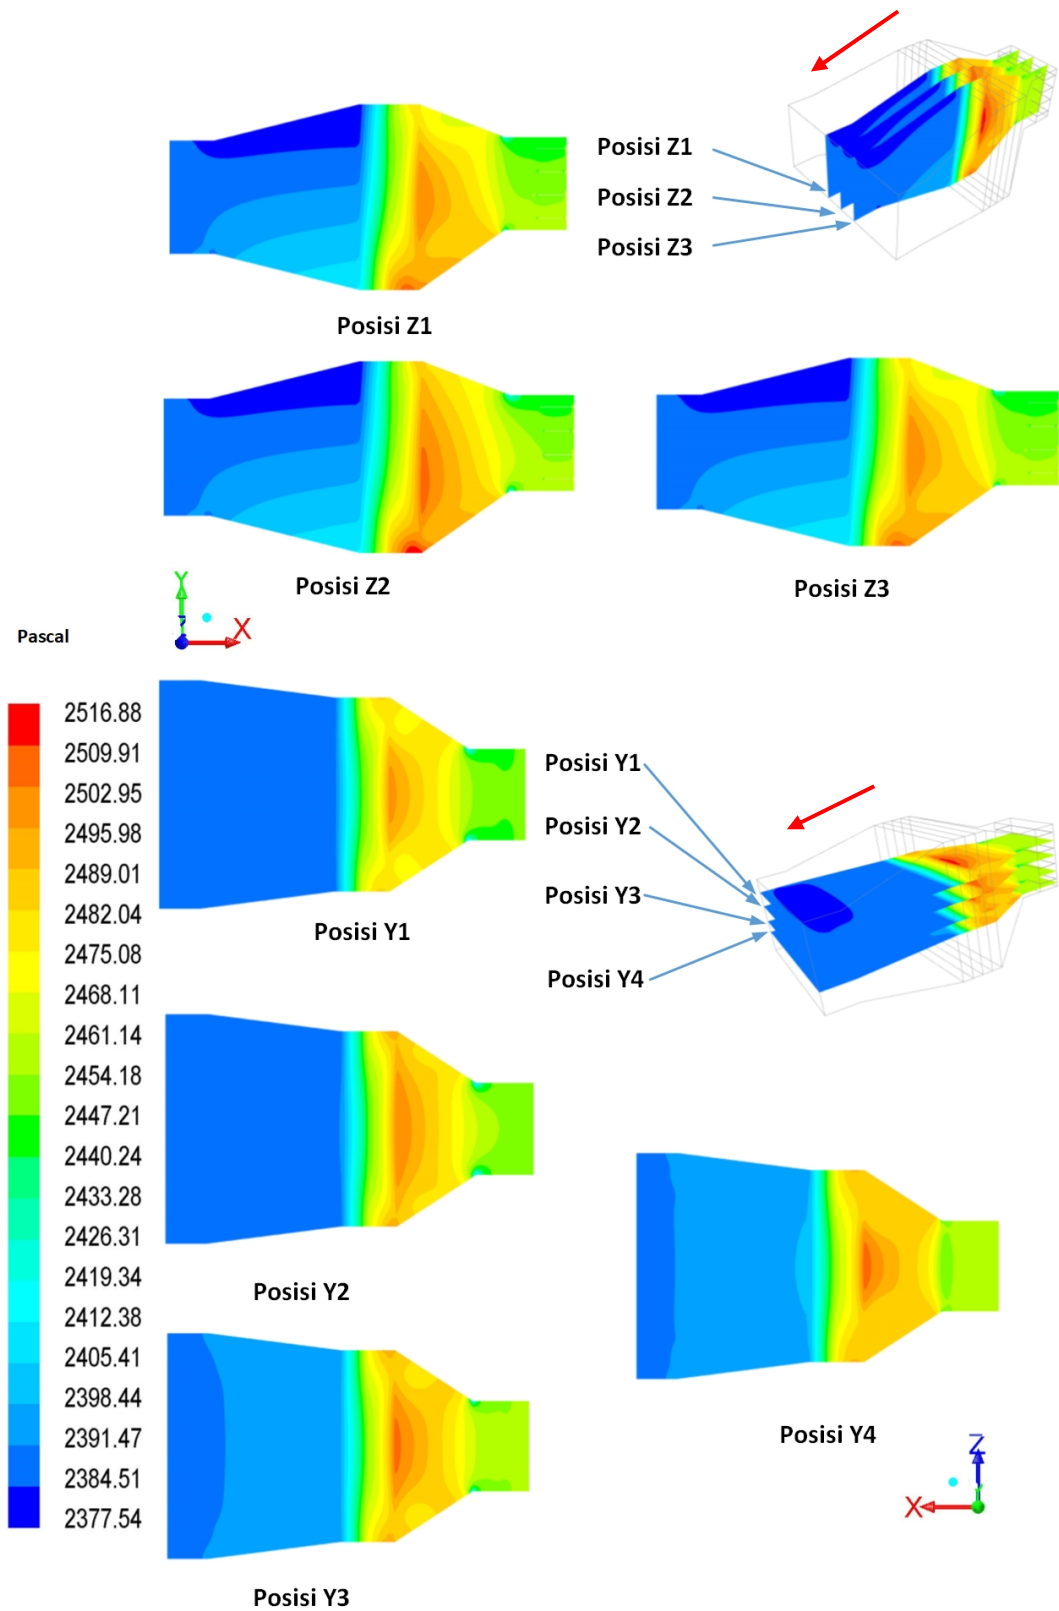 Posisi Z1
Posisi Z2
Posisi Z3
Posisi Z1
Posisi Z2
Posisi Z3
Y
X
Pascal
2516.88
2509.91
2502.95
2495.98
2489.01
2482.04
2475.08
2468.11
2461.14
2454.18
2447.21
2440.24
2433.28
2426.31
2419.34
2412.38
2405.41
2398.44
2391.47
2384.51
2377.54
Posisi Y1
Posisi Y2
Posisi Y3
Posisi Y4
Posisi Y1
Posisi Y2
Posisi Y4
Z
X
Posisi Y3